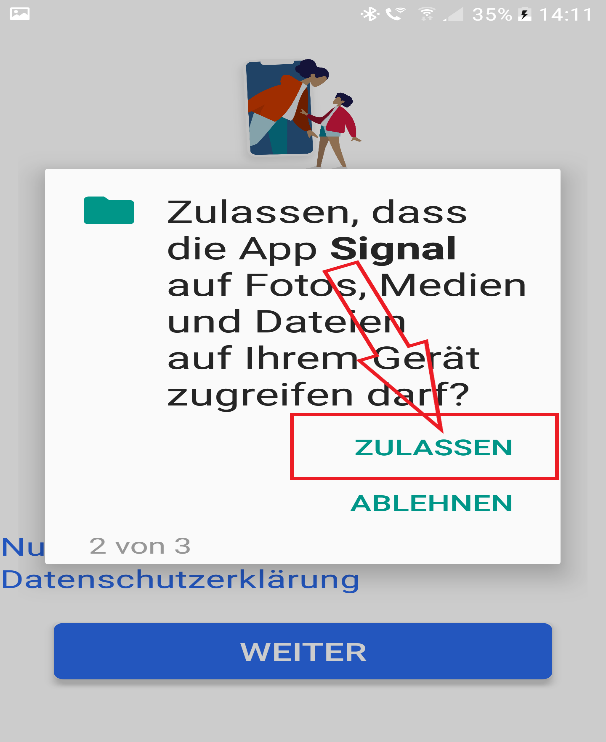 35% 14:11
Zulassen, dass
die App Signal
auf Fotos, Medien
und Dateien
auf Ihrem Gerät
zugreifen darf?
ZULASSEN
ABLEHNEN
2 von 3
Nu
Datenschutzerklärung
WEITER